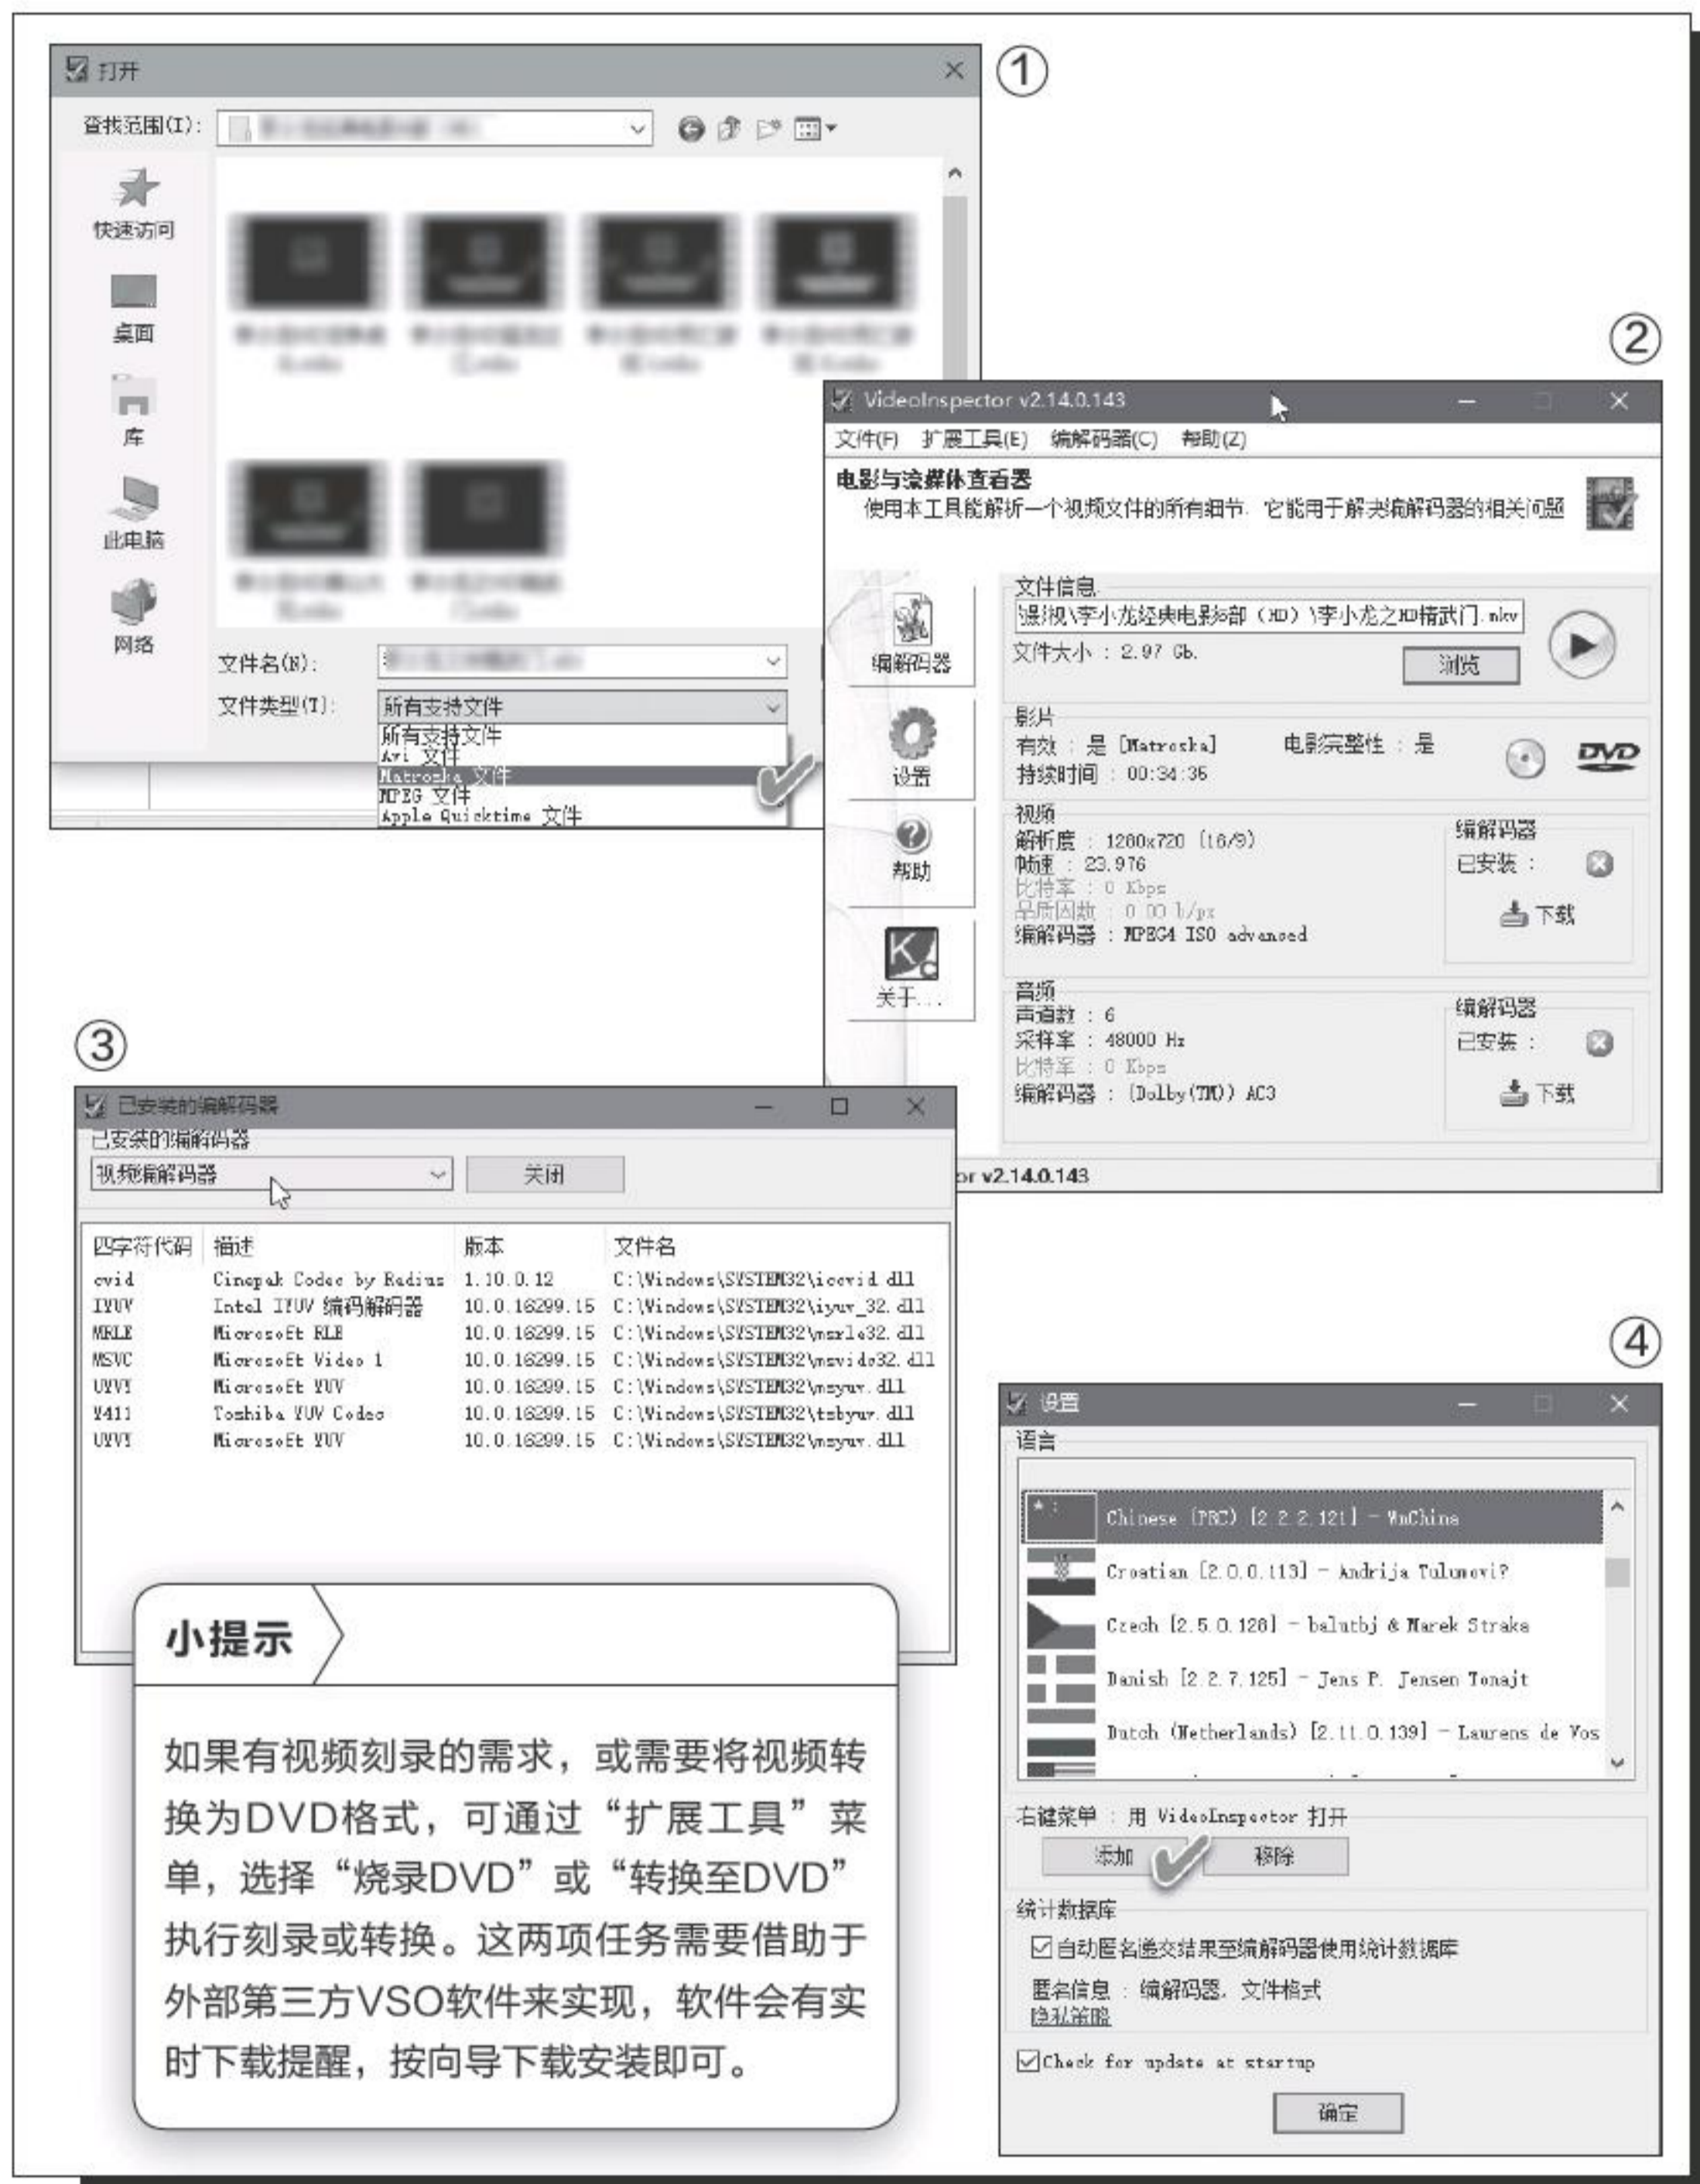 打开
①
查找范围(I):
快速访问
桌面
库
此电脑
网络
文件名(N):
文件类型(T):
所有支持文件
所有支持文件
Avi 文件
Matroska 文件
MPEG 文件
Apple Quicktime 文件
②
VideoInspector v2.14.0.143
文件(F) 扩展工具(E) 编解码器(C) 帮助(Z)
电影与流媒体查看器
使用本工具能解析一个视频文件的所有细节. 它能用于解决编解码器的相关问题
编解码器
设置
帮助
关于...
文件信息
影视\李小龙经典电影6部（HD）\李小龙之HD精武门.mkv
文件大小 : 2.97 Gb.
浏览
影片
有效 : 是 [Matroska] 电影完整性 : 是
持续时间 : 00:34:36
DVD
视频
解析度 : 1280x720 (16/9)
帧速 : 23.976
比特率 : 0 Kbps
品质因数 : 0.00 b/px
编解码器 : MPEG4 ISO advanced
编解码器
已安装 :
下载
音频
声道数 : 6
采样率 : 48000 Hz
比特率 : 0 Kbps
编解码器 : (Dolby(TM)) AC3
编解码器
已安装 :
下载
or v2.14.0.143
③
已安装的编解码器
已安装的编解码器
视频编解码器
关闭
四字符代码 描述 版本 文件名
cvid Cinepak Codec by Radius 1.10.0.12 C:\Windows\SYSTEM32\iccvid.dll
IYUV Intel IYUV 编码解码器 10.0.16299.15 C:\Windows\SYSTEM32\iyuv_32.dll
MRLE Microsoft RLE 10.0.16299.15 C:\Windows\SYSTEM32\msrle32.dll
MSVC Microsoft Video 1 10.0.16299.15 C:\Windows\SYSTEM32\msvidc32.dll
UYVY Microsoft YUV 10.0.16299.15 C:\Windows\SYSTEM32\msyuv.dll
Y411 Toshiba YUV Codec 10.0.16299.15 C:\Windows\SYSTEM32\tsbyuv.dll
UYVY Microsoft YUV 10.0.16299.15 C:\Windows\SYSTEM32\msyuv.dll
小提示
如果有视频刻录的需求，或需要将视频转
换为DVD格式，可通过“扩展工具”菜
单，选择“烧录DVD”或“转换至DVD”
执行刻录或转换。这两项任务需要借助于
外部第三方VSO软件来实现，软件会有实
时下载提醒，按向导下载安装即可。
④
设置
语言
Chinese (PRC) [2.2.2.121] - WnChina
Croatian [2.0.0.113] - Andrija Tulumovi?
Czech [2.5.0.128] - balutbj & Marek Straka
Danish [2.2.7.125] - Jens P. Jensen Tonajt
Dutch (Netherlands) [2.11.0.139] - Laurens de Vos
右键菜单 : 用 VideoInspector 打开
添加
移除
统计数据库
自动匿名递交结果至编解码器使用统计数据库
匿名信息 : 编解码器, 文件格式
隐私策略
Check for update at startup
确定